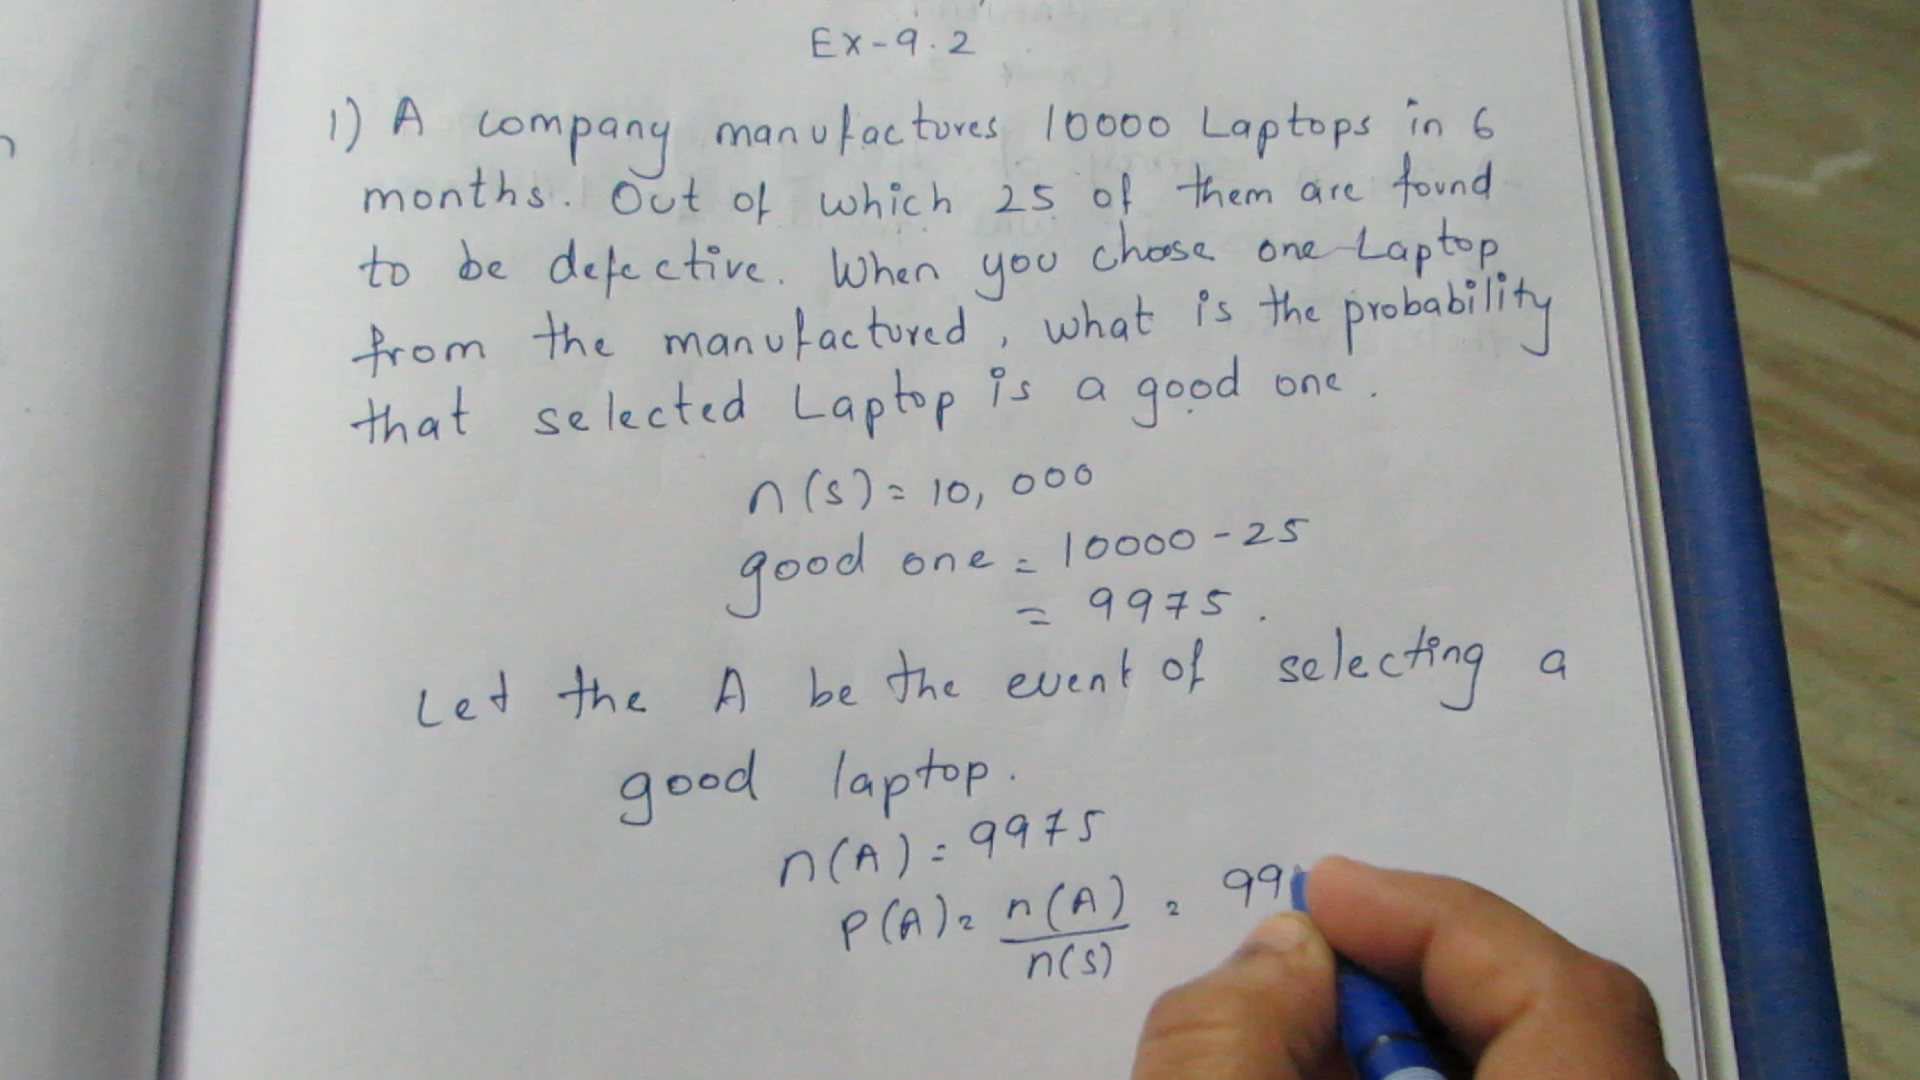 Ex-9.2
1) A company manufactures 10000 Laptops in 6
months. Out of which 25 of them are found
to be defective. When you choose one Laptop
from the manufactured, what is the probability
that selected Laptop is a good one.
n(s) = 10,000
good one = 10000-25
= 9975.
Let the A be the event of selecting a
good laptop.
n(A) = 9975
P(A) = n(A) / n(s) = 99